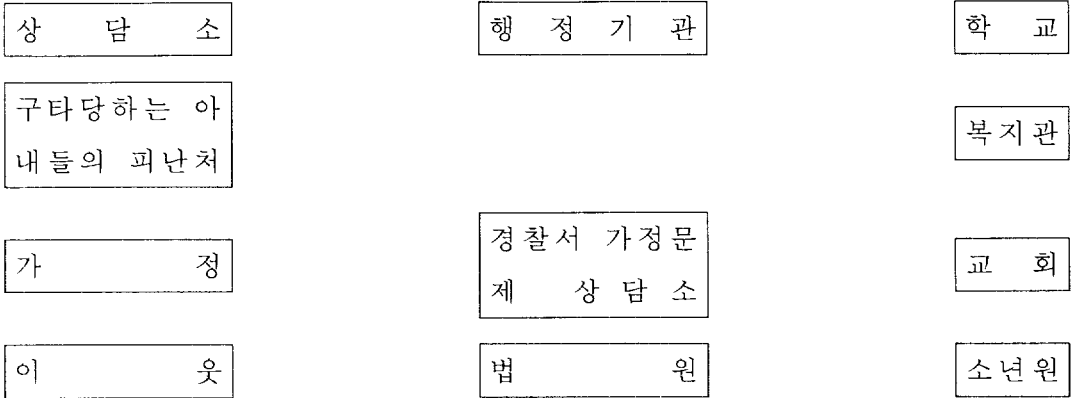 상 담 소
행 정 기 관
학 교
구타당하는 아
내들의 피난처
복지관
가 정
경찰서 가정문
제 상 담 소
교 회
이 웃
법 원
소년원